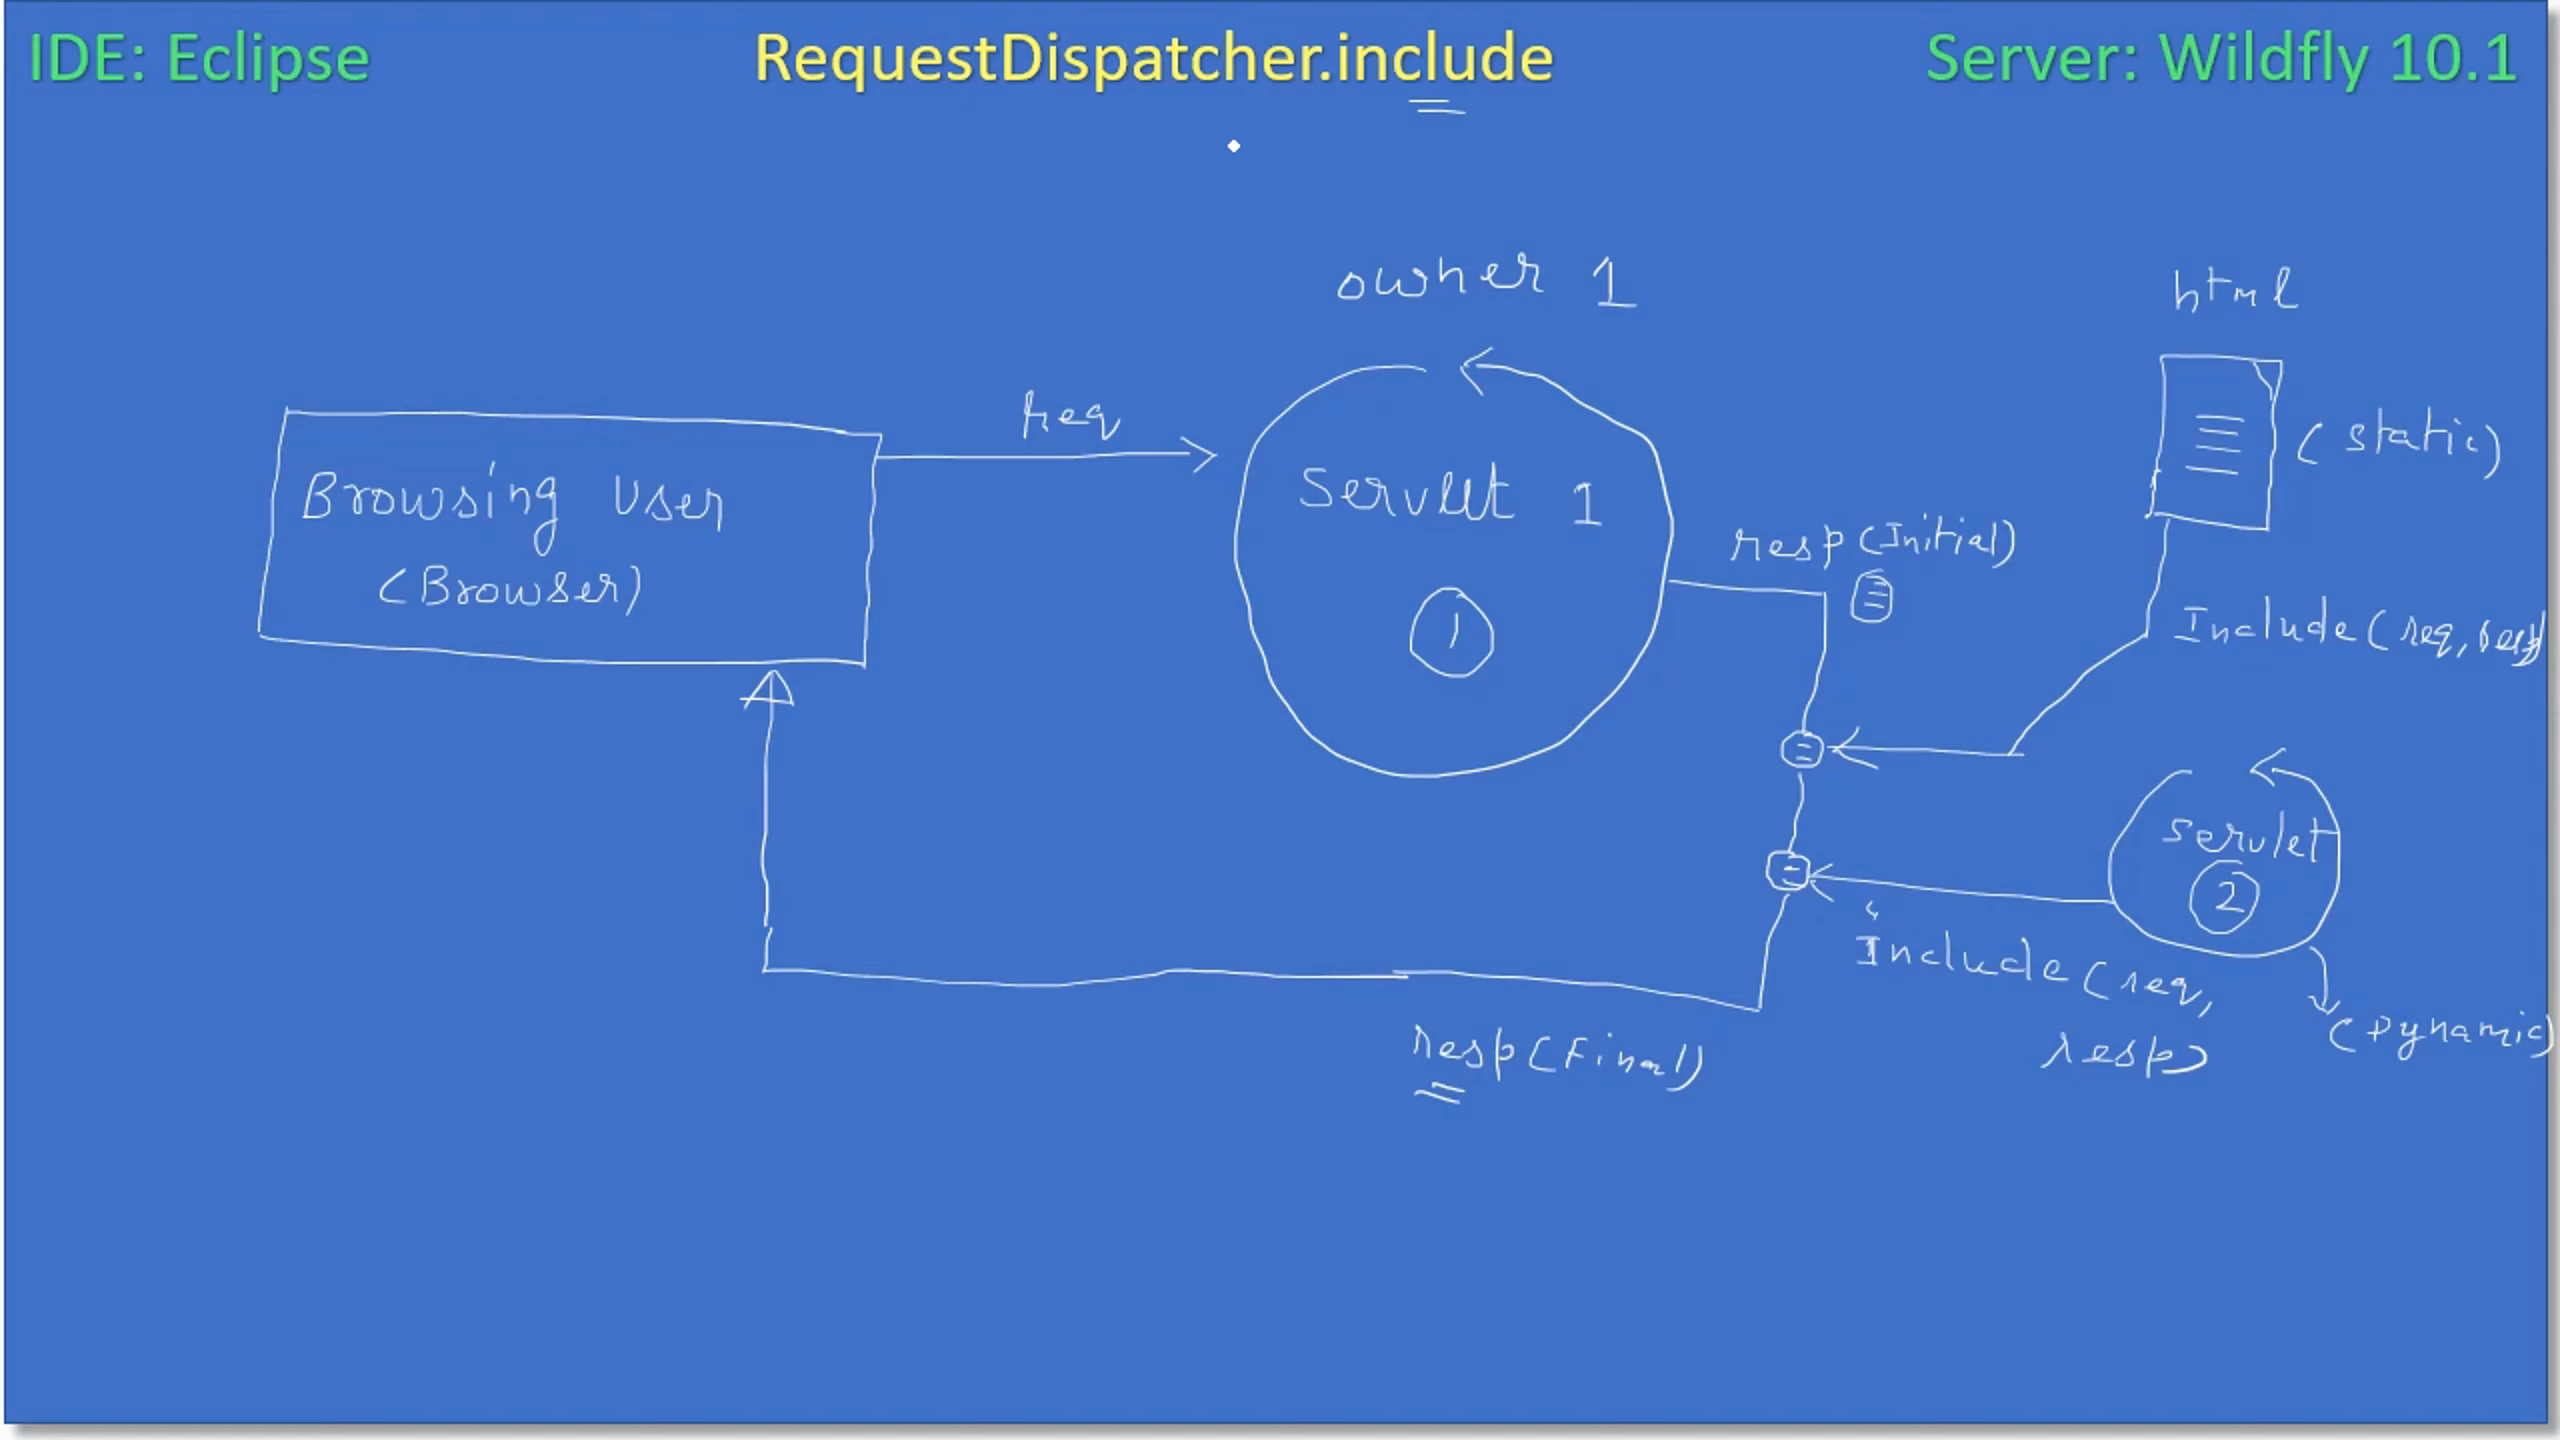 IDE: Eclipse
RequestDispatcher.include
Server: Wildfly 10.1
owner 1
html
req
(static)
Browsing User
(Browser)
Servlet 1
1
resp (Initial)
Include (req, resp)
servlet
2
Include (req,
resp)
(Dynamic)
resp (Final)